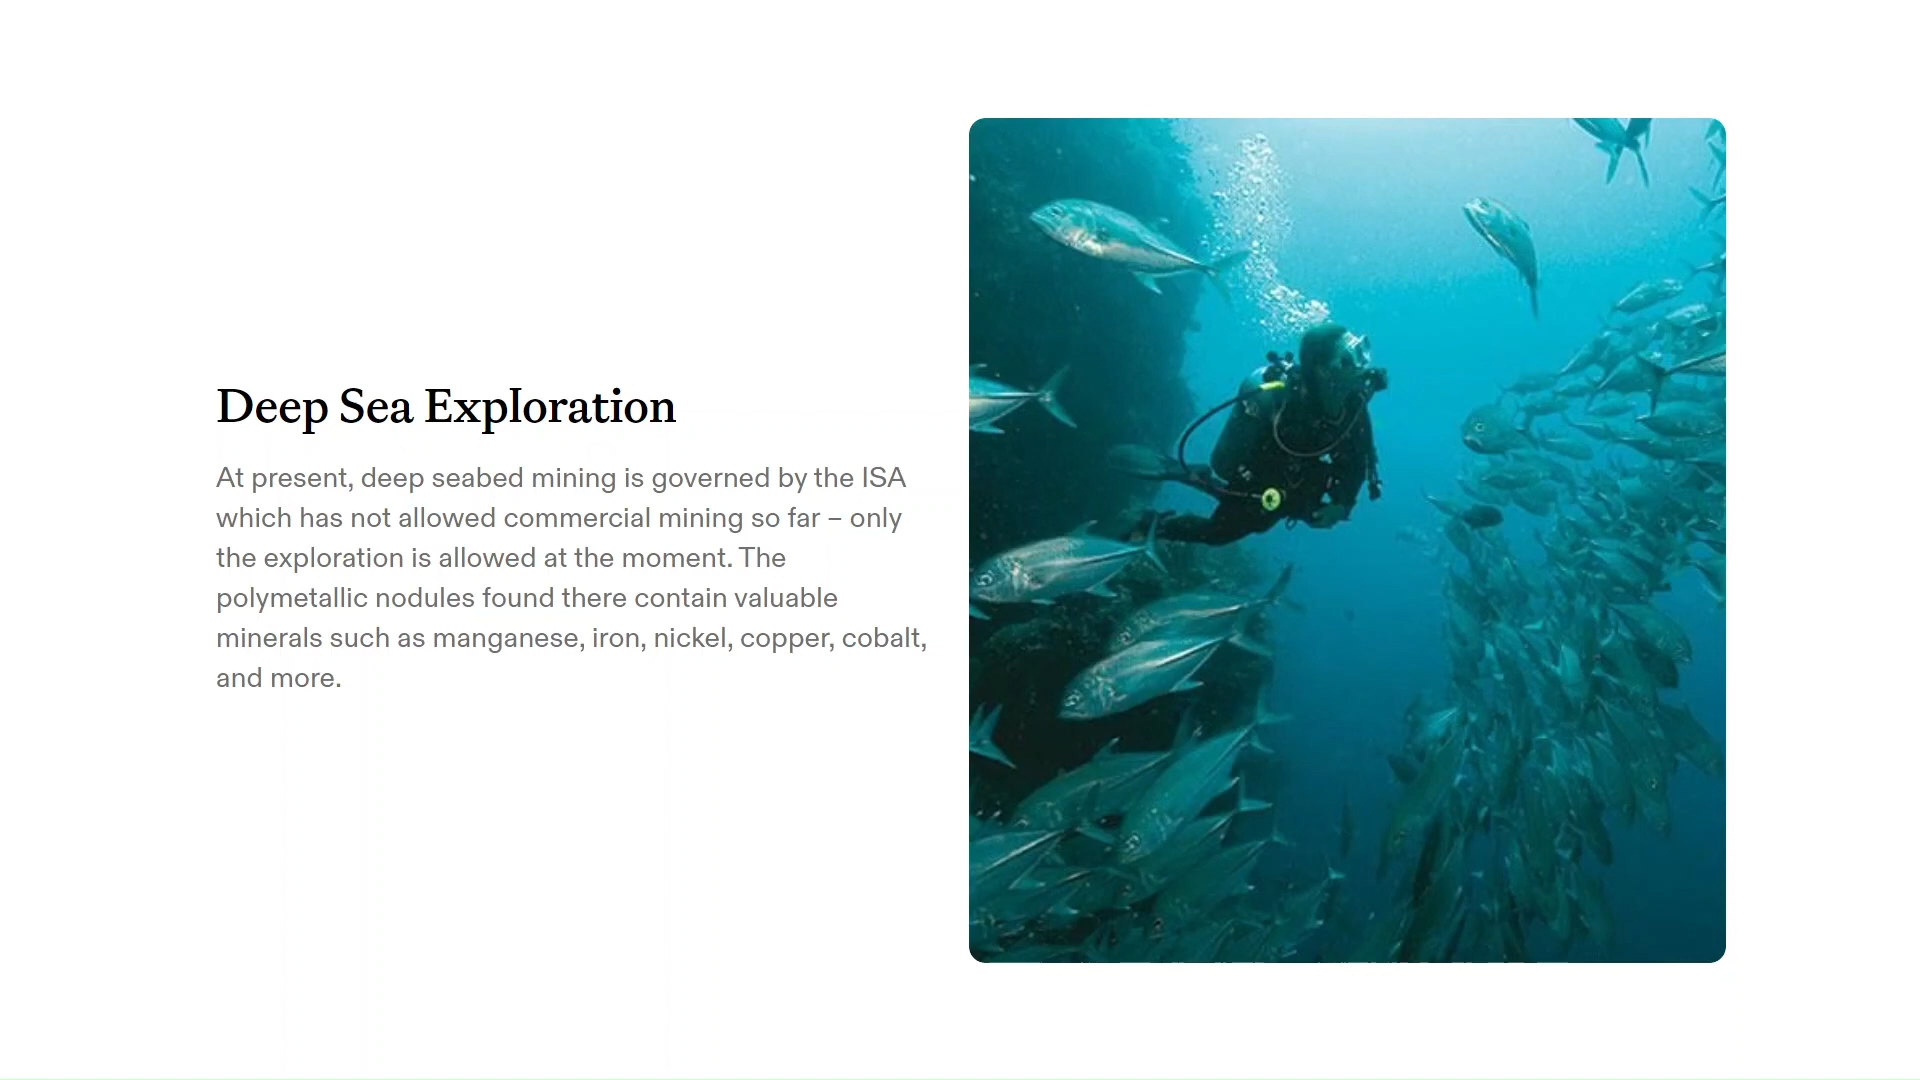 Deep Sea Exploration
At present, deep seabed mining is governed by the ISA
which has not allowed commercial mining so far – only
the exploration is allowed at the moment. The
polymetallic nodules found there contain valuable
minerals such as manganese, iron, nickel, copper, cobalt,
and more.